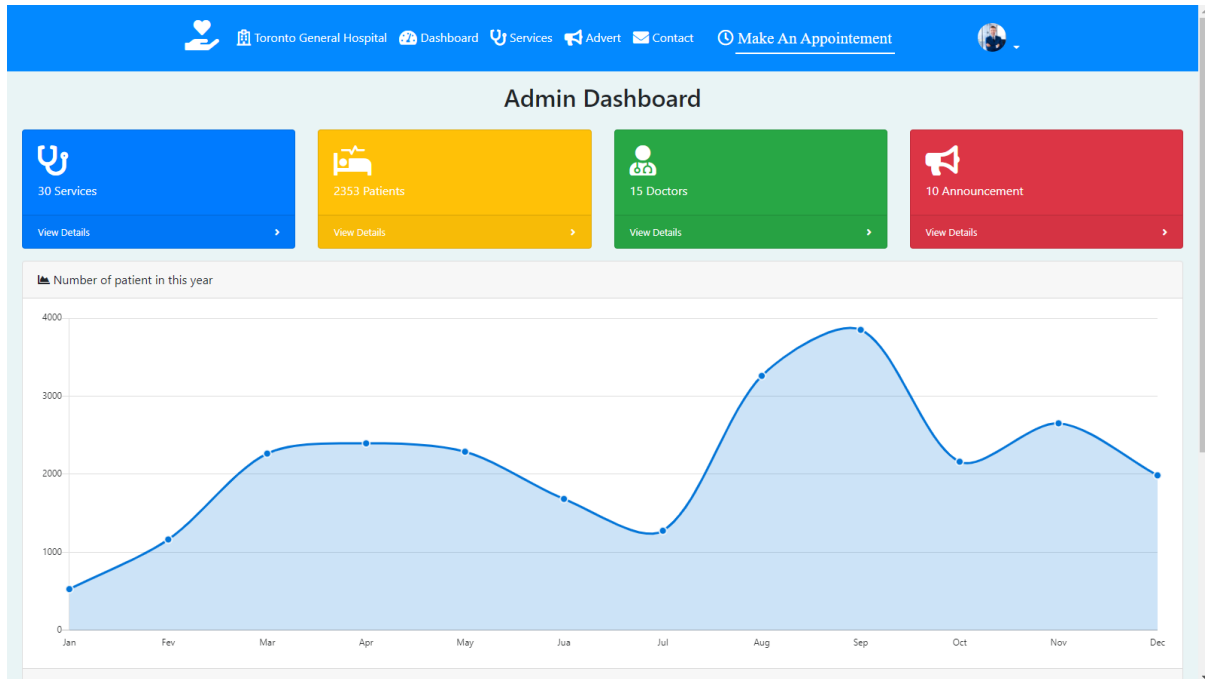 Toronto General Hospital Dashboard Services Advert Contact Make An Appointement
Admin Dashboard
30 Services 2353 Patients 15 Doctors 10 Announcement
View Details View Details View Details View Details
Number of patient in this year
4000
3000
2000
1000
0
Jan Fev Mar Apr May Jua Jul Aug Sep Oct Nov Dec